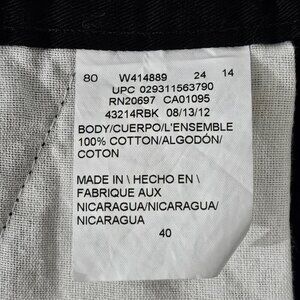 80 W414889 24 14
UPC 029311563790
RN20697 CA01095
43214RBK 08/13/12
BODY/CUERPO/L'ENSEMBLE
100% COTTON/ALGODÓN/
COTON
MADE IN \ HECHO EN \
FABRIQUE AUX
NICARAGUA/NICARAGUA/
NICARAGUA
40